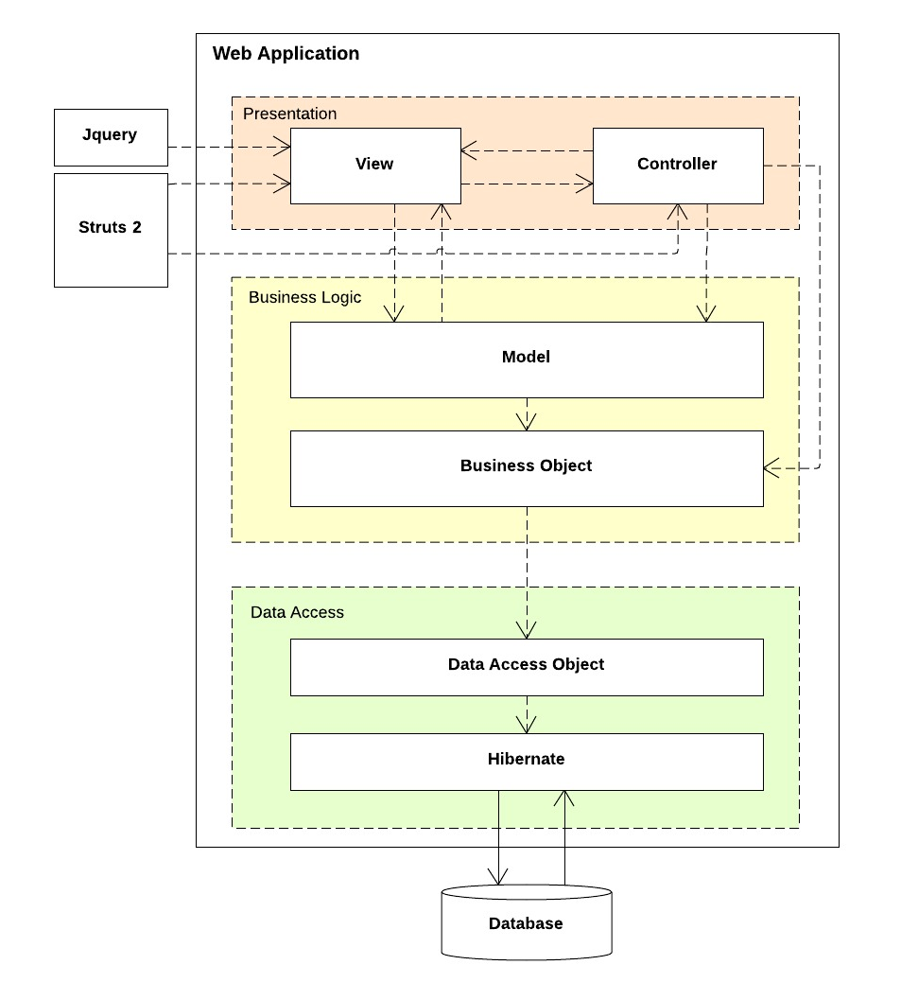 Web Application
Presentation
Jquery
View
Controller
Struts 2
Business Logic
Model
Business Object
Data Access
Data Access Object
Hibernate
Database